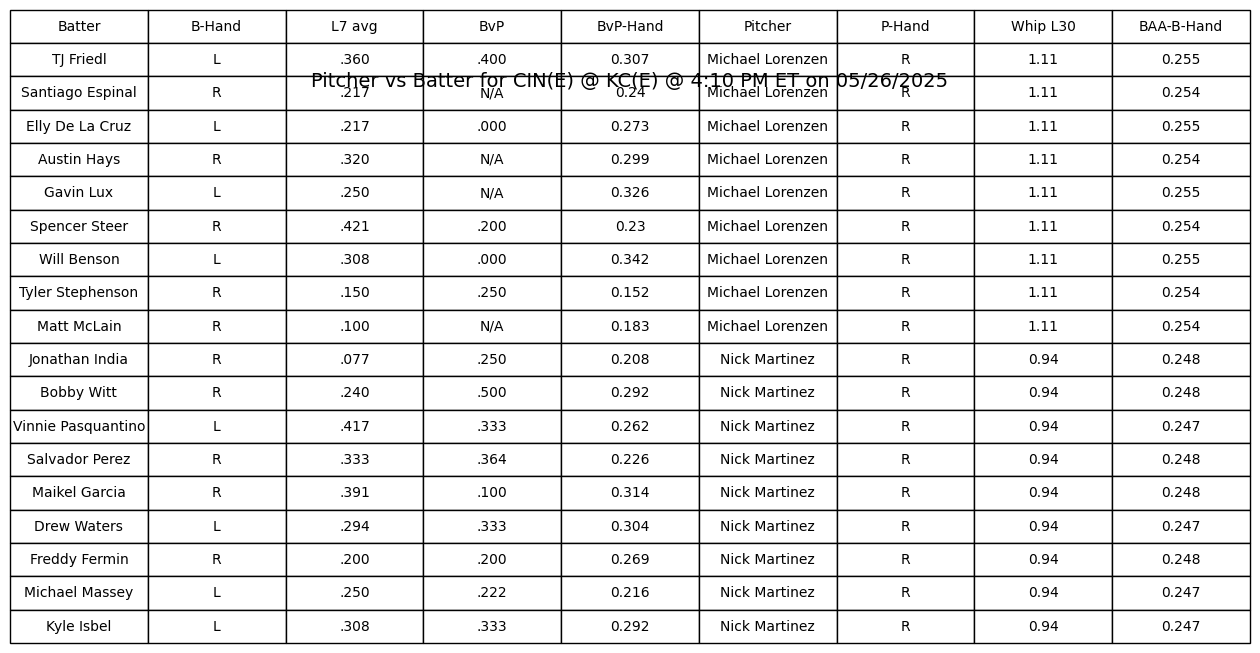 Batter B-Hand L7 avg BvP BvP-Hand Pitcher P-Hand Whip L30 BAA-B-Hand
TJ Friedl L .360 .400 0.307 Michael Lorenzen R 1.11 0.255
Pitcher vs Batter for CIN(E) @ KC(E) @ 4:10 PM ET on 05/26/2025
Santiago Espinal R .217 N/A 0.24 Michael Lorenzen R 1.11 0.254
Elly De La Cruz L .217 .000 0.273 Michael Lorenzen R 1.11 0.255
Austin Hays R .320 N/A 0.299 Michael Lorenzen R 1.11 0.254
Gavin Lux L .250 N/A 0.326 Michael Lorenzen R 1.11 0.255
Spencer Steer R .421 .200 0.23 Michael Lorenzen R 1.11 0.254
Will Benson L .308 .000 0.342 Michael Lorenzen R 1.11 0.255
Tyler Stephenson R .150 .250 0.152 Michael Lorenzen R 1.11 0.254
Matt McLain R .100 N/A 0.183 Michael Lorenzen R 1.11 0.254
Jonathan India R .077 .250 0.208 Nick Martinez R 0.94 0.248
Bobby Witt R .240 .500 0.292 Nick Martinez R 0.94 0.248
Vinnie Pasquantino L .417 .333 0.262 Nick Martinez R 0.94 0.247
Salvador Perez R .333 .364 0.226 Nick Martinez R 0.94 0.248
Maikel Garcia R .391 .100 0.314 Nick Martinez R 0.94 0.248
Drew Waters L .294 .333 0.304 Nick Martinez R 0.94 0.247
Freddy Fermin R .200 .200 0.269 Nick Martinez R 0.94 0.248
Michael Massey L .250 .222 0.216 Nick Martinez R 0.94 0.247
Kyle Isbel L .308 .333 0.292 Nick Martinez R 0.94 0.247